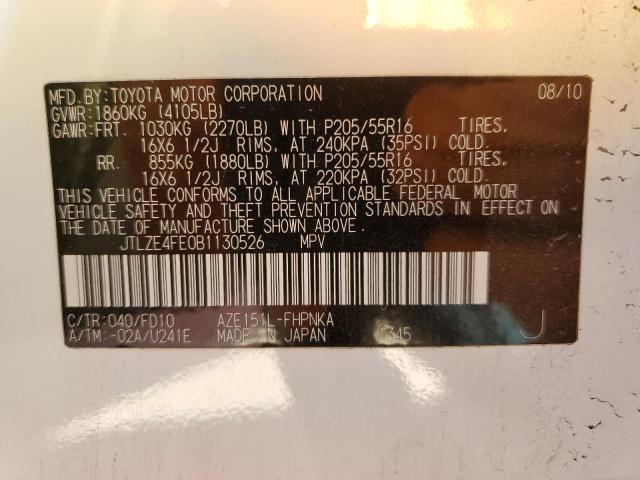 MFD. BY: TOYOTA MOTOR CORPORATION 08/10
GVWR: 1860KG (4105LB)
GAWR: FRT. 1030KG (2270LB) WITH P205/55R16 TIRES,
16X6 1/2J RIMS, AT 240KPA (35PSI) COLD.
RR. 855KG (1880LB) WITH P205/55R16 TIRES,
16X6 1/2J RIMS, AT 220KPA (32PSI) COLD.
THIS VEHICLE CONFORMS TO ALL APPLICABLE FEDERAL MOTOR
VEHICLE SAFETY AND THEFT PREVENTION STANDARDS IN EFFECT ON
THE DATE OF MANUFACTURE SHOWN ABOVE.
JTLZE4FE0B1130526 MPV
C/TR: 040/FD10 AZE151L-FHPNKA
A/TM: -02A/U241E MADE IN JAPAN 345 J